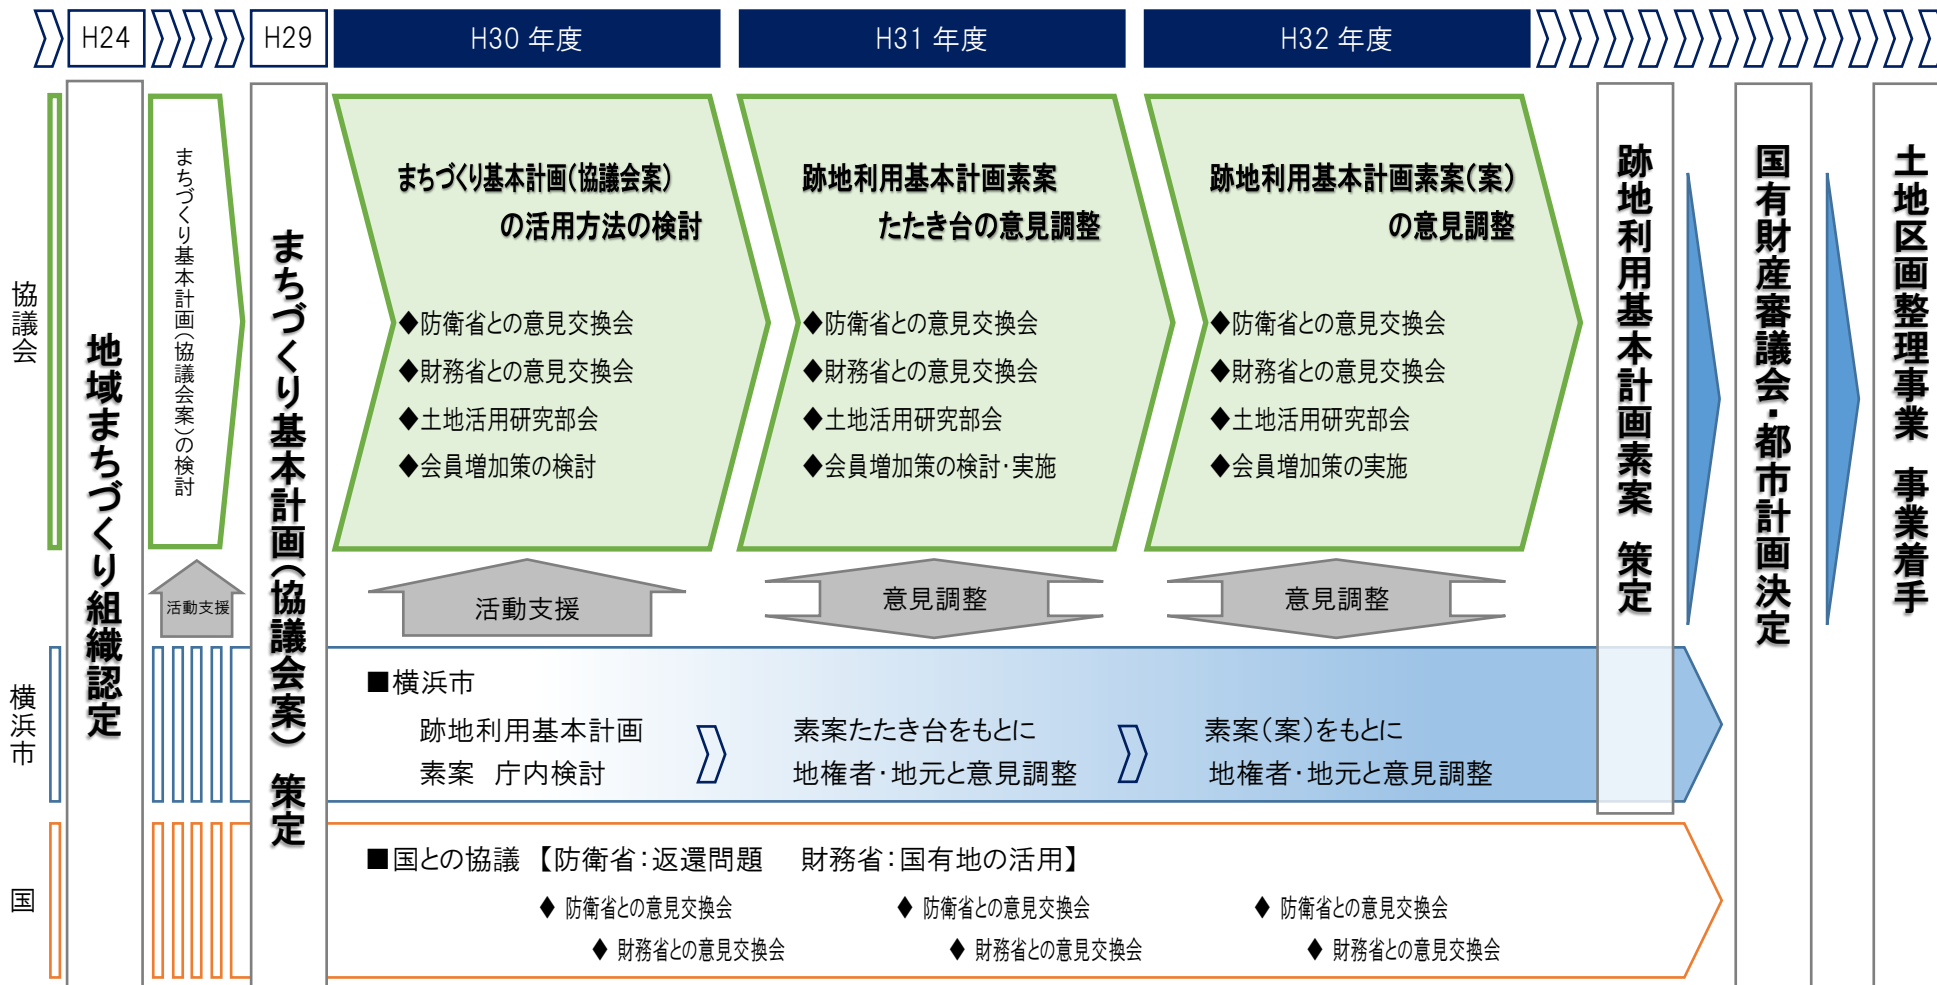 H24
H29
H30 年度
H31 年度
H32 年度
協議会
横浜市
国
地域まちづくり組織認定
まちづくり基本計画(協議会案)の検討
活動支援
まちづくり基本計画(協議会案) 策定
まちづくり基本計画(協議会案)
の活用方法の検討
◆防衛省との意見交換会
◆財務省との意見交換会
◆土地活用研究部会
◆会員増加策の検討
跡地利用基本計画素案
たたき台の意見調整
◆防衛省との意見交換会
◆財務省との意見交換会
◆土地活用研究部会
◆会員増加策の検討・実施
跡地利用基本計画素案(案)
の意見調整
◆防衛省との意見交換会
◆財務省との意見交換会
◆土地活用研究部会
◆会員増加策の実施
活動支援
意見調整
意見調整
■横浜市
跡地利用基本計画
素案 庁内検討
素案たたき台をもとに
地権者・地元と意見調整
素案(案)をもとに
地権者・地元と意見調整
■国との協議 【防衛省:返還問題 財務省:国有地の活用】
◆ 防衛省との意見交換会
◆ 財務省との意見交換会
◆ 防衛省との意見交換会
◆ 財務省との意見交換会
◆ 防衛省との意見交換会
◆ 財務省との意見交換会
跡地利用基本計画素案 策定
国有財産審議会・都市計画決定
土地区画整理事業 事業着手